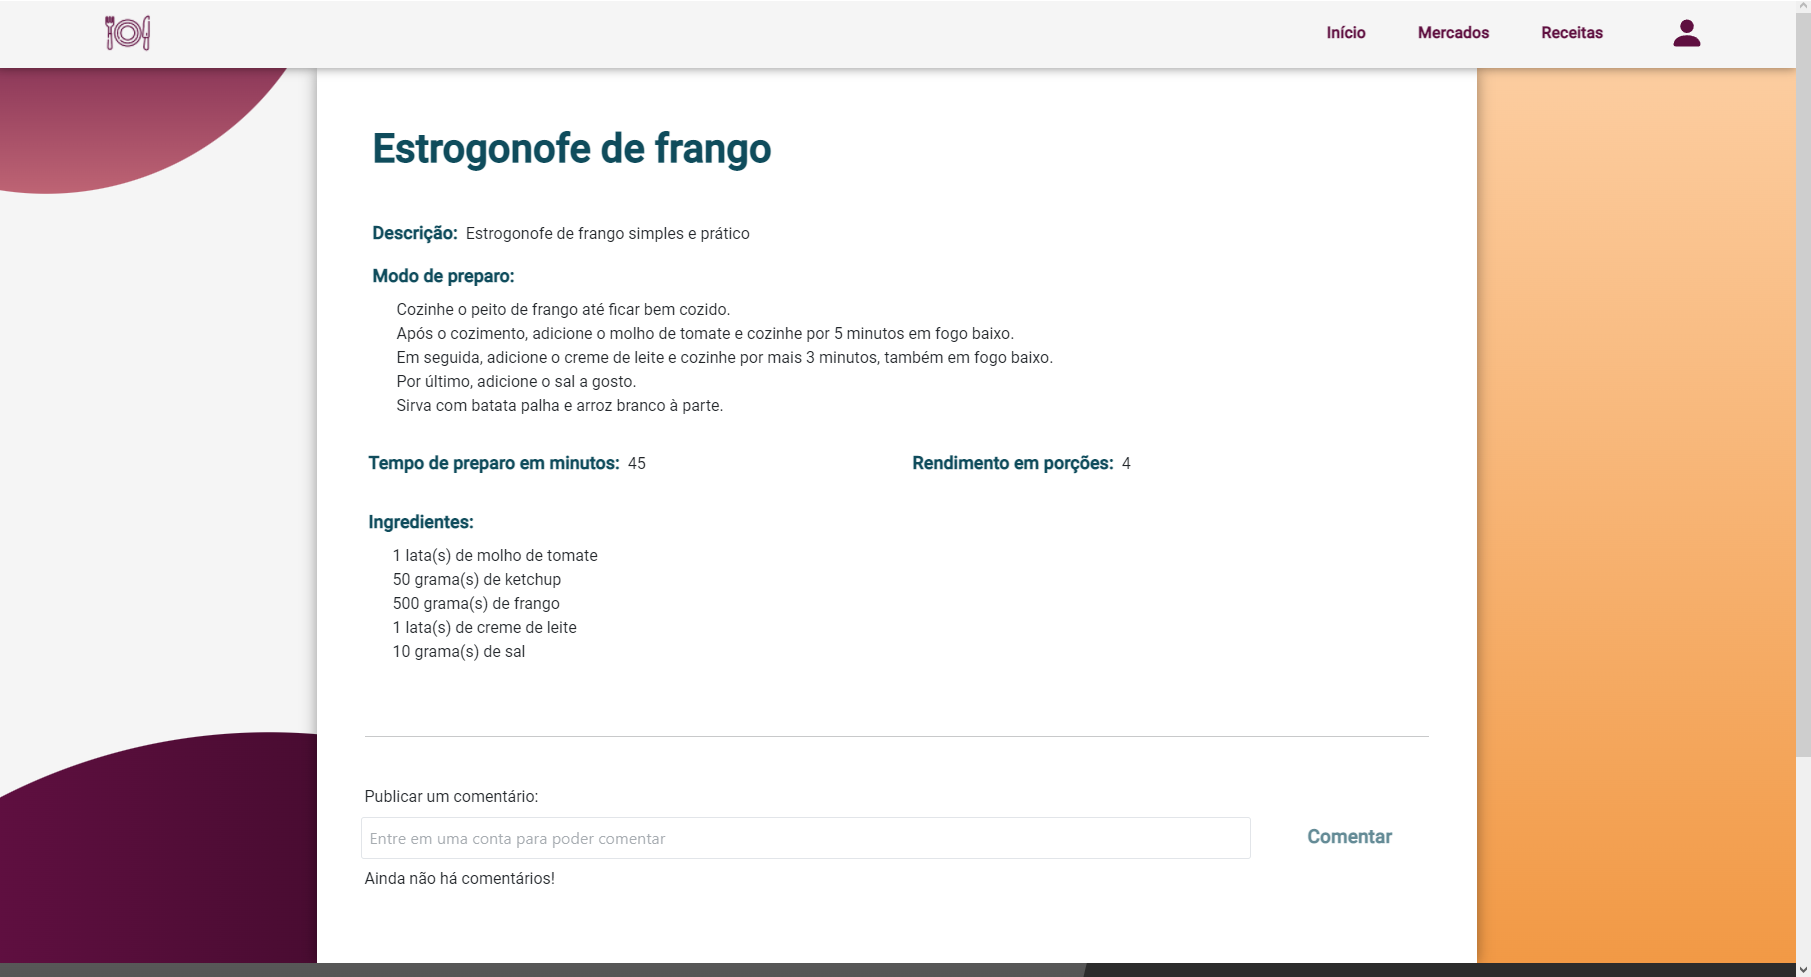 Início Mercados Receitas
Estrogonofe de frango
Descrição: Estrogonofe de frango simples e prático
Modo de preparo:
Cozinhe o peito de frango até ficar bem cozido.
Após o cozimento, adicione o molho de tomate e cozinhe por 5 minutos em fogo baixo.
Em seguida, adicione o creme de leite e cozinhe por mais 3 minutos, também em fogo baixo.
Por último, adicione o sal a gosto.
Sirva com batata palha e arroz branco à parte.
Tempo de preparo em minutos: 45 Rendimento em porções: 4
Ingredientes:
1 lata(s) de molho de tomate
50 grama(s) de ketchup
500 grama(s) de frango
1 lata(s) de creme de leite
10 grama(s) de sal
Publicar um comentário:
Entre em uma conta para poder comentar Comentar
Ainda não há comentários!